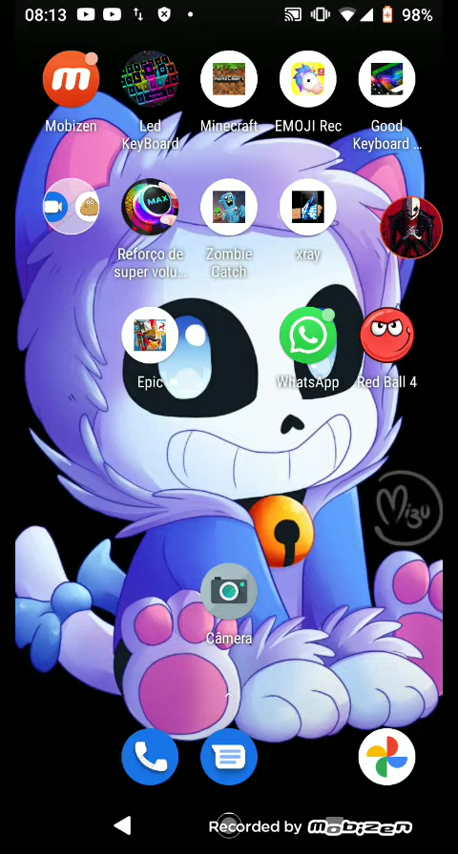 08:13
98%
Mobizen
Led
KeyBoard
Minecraft
EMOJI Rec
Good
Keyboard ...
MAX
Reforço de
super volu...
Zombie
Catch
xray
Epic
WhatsApp
Red Ball 4
Mizu
Câmera
Recorded by Mobizen